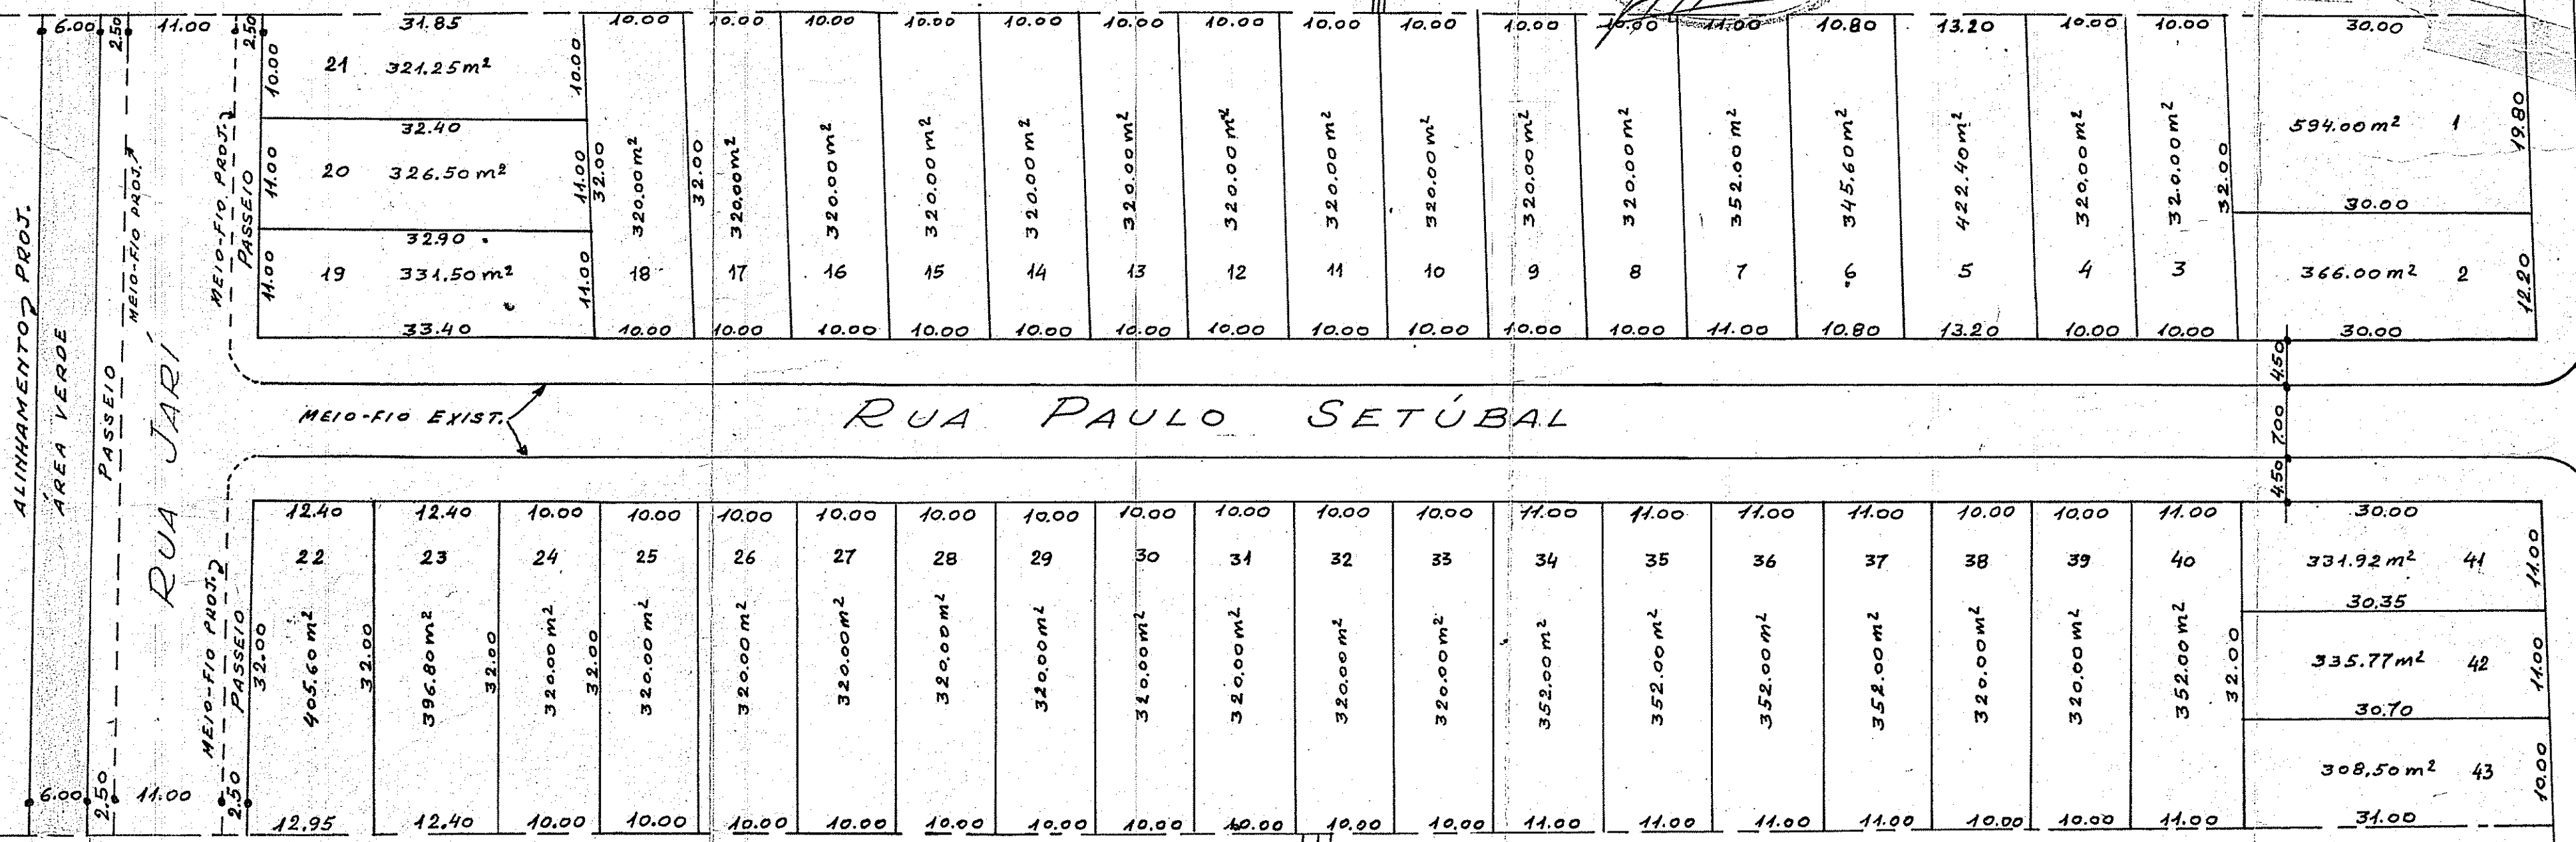 6.00 2.50 11.00 2.50 31.85 10.00 10.00 10.00 10.00 10.00 10.00 10.00 10.00 10.00 10.00 10.00 11.00 10.80 13.20 10.00 10.00 30.00
10.00 21 321.25m² 10.00
32.40
11.00 20 326.50m² 11.00
32.90
11.00 19 331.50m² 11.00
33.40
32.00 320.00m² 32.00 320.00m² 320.00m² 320.00m² 320.00m² 320.00m² 320.00m² 320.00m² 320.00m² 320.00m² 320.00m² 352.00m² 345.60m² 422.40m² 320.00m² 320.00m² 32.00
594.00m² 1 19.80
30.00
18 17 16 15 14 13 12 11 10 9 8 7 6 5 4 3
366.00m² 2 12.20
10.00 10.00 10.00 10.00 10.00 10.00 10.00 10.00 10.00 10.00 10.00 11.00 10.80 13.20 10.00 10.00 30.00
ALINHAMENTO PROJ.
ÁREA VERDE
PASSEIO
MEIO-FIO PROJ.
RUA JARÍ
MEIO-FIO PROJ.
PASSEIO
MEIO-FIO EXIST.
RUA PAULO SETÚBAL
4.50
7.00
4.50
MEIO-FIO PROJ.
PASSEIO
12.40 12.40 10.00 10.00 10.00 10.00 10.00 10.00 10.00 10.00 10.00 10.00 11.00 11.00 11.00 11.00 10.00 10.00 11.00 30.00
22 23 24 25 26 27 28 29 30 31 32 33 34 35 36 37 38 39 40
331.92m² 41 11.00
30.35
32.00 405.60m² 32.00 396.80m² 32.00 320.00m² 32.00 320.00m² 320.00m² 320.00m² 320.00m² 320.00m² 320.00m² 320.00m² 320.00m² 320.00m² 352.00m² 352.00m² 352.00m² 352.00m² 320.00m² 320.00m² 352.00m² 32.00
335.77m² 42 11.00
30.70
308,50m² 43 10.00
6.00 2.50 11.00 2.50 12.95 12.40 10.00 10.00 10.00 10.00 10.00 10.00 10.00 10.00 10.00 10.00 11.00 11.00 11.00 11.00 10.00 10.00 11.00 31.00